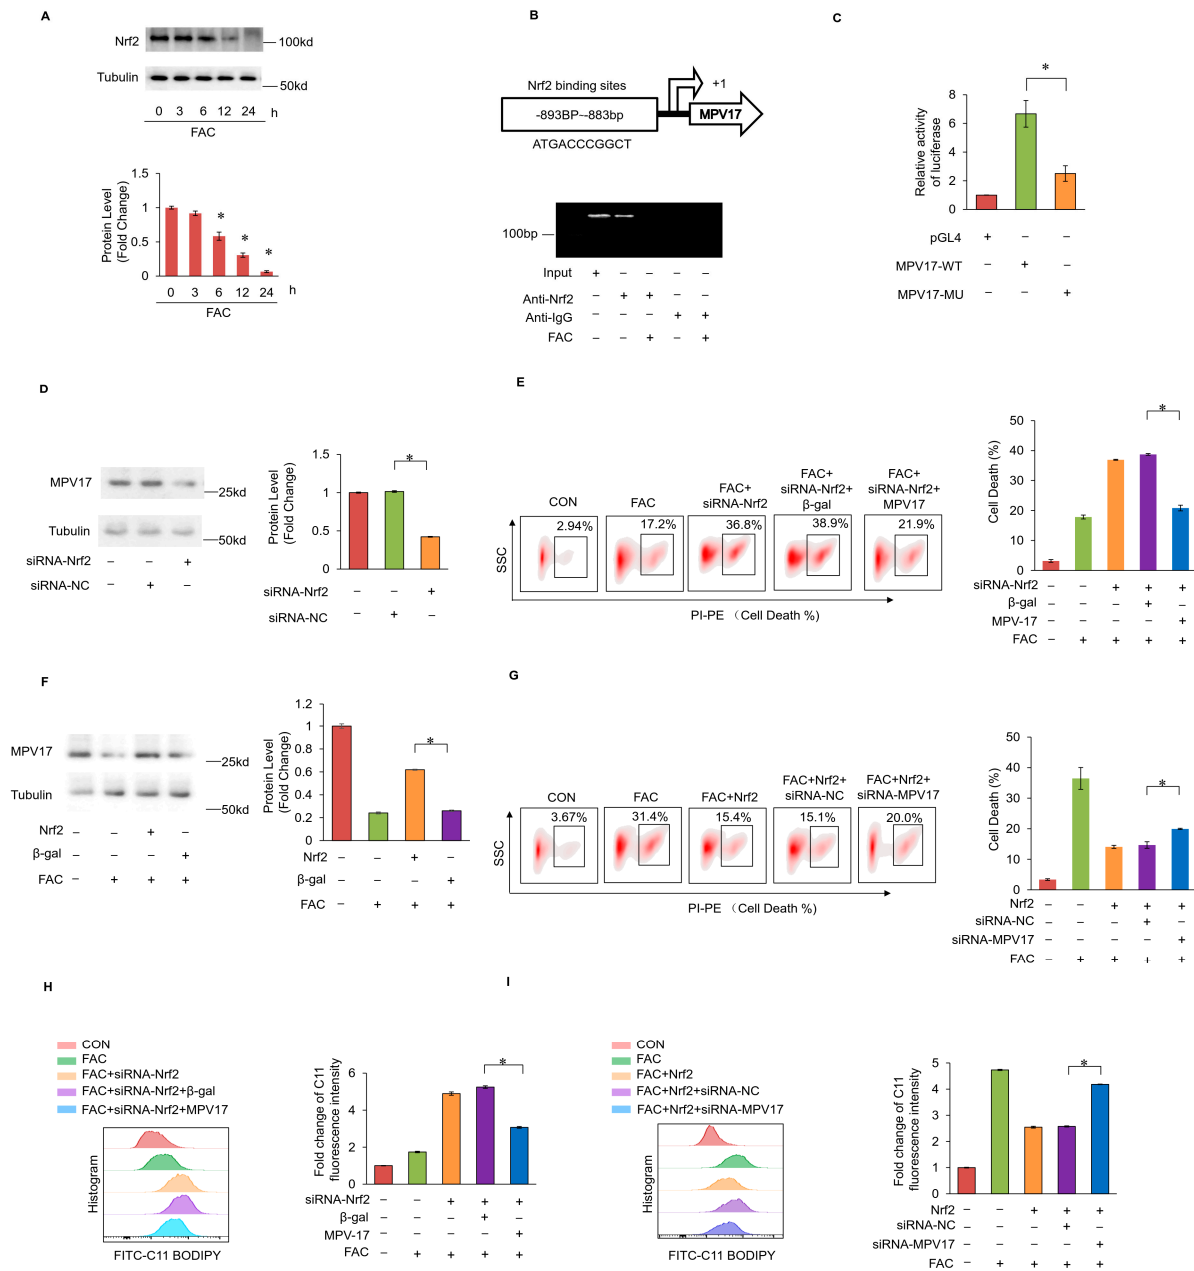 A
Nrf2
100kd
Tubulin
50kd
0 3 6 12 24 h
FAC
Protein Level
(Fold Change)
1.5
1
0.5
0
* * *
0 3 6 12 24 h
FAC
B
Nrf2 binding sites
+1
-893BP~-883bp
MPV17
ATGACCCGGCT
100bp
Input + − − − −
Anti-Nrf2 − + + − −
Anti-IgG − − − + +
FAC − − + − +
C
Relative activity
of luciferase
8
6
4
2
0
*
pGL4 + − −
MPV17-WT − + −
MPV17-MU − − +
D
MPV17
25kd
Tubulin
50kd
siRNA-Nrf2 − − +
siRNA-NC − + −
Protein Level
(Fold Change)
1.5
1
0.5
0
*
siRNA-Nrf2 − − +
siRNA-NC − + −
E
CON
FAC
FAC+
siRNA-Nrf2
FAC+
siRNA-Nrf2+
β-gal
FAC+
siRNA-Nrf2+
MPV17
2.94%
17.2%
36.8%
38.9%
21.9%
SSC
PI-PE （Cell Death %)
Cell Death (%)
50
40
30
20
10
0
*
siRNA-Nrf2 − − + + +
β-gal − − − + −
MPV-17 − − − − +
FAC − + + + +
F
MPV17
25kd
Tubulin
50kd
Nrf2 − − + −
β-gal − − − +
FAC − + + +
Protein Level
(Fold Change)
1.2
1
0.8
0.6
0.4
0.2
0
*
Nrf2 − − + −
β-gal − − − +
FAC − + + +
G
CON
FAC
FAC+Nrf2
FAC+Nrf2+
siRNA-NC
FAC+Nrf2+
siRNA-MPV17
3.67%
31.4%
15.4%
15.1%
20.0%
SSC
PI-PE （Cell Death %)
Cell Death (%)
50
40
30
20
10
0
*
Nrf2 − − + + +
siRNA-NC − − − + −
siRNA-MPV17 − − − − +
FAC − + + + +
H
CON
FAC
FAC+siRNA-Nrf2
FAC+siRNA-Nrf2+β-gal
FAC+siRNA-Nrf2+MPV17
Histogram
FITC-C11 BODIPY
Fold change of C11
fluorescence intensity
6
4
2
0
*
siRNA-Nrf2 − − + + +
β-gal − − − + −
MPV-17 − − − − +
FAC − + + + +
I
CON
FAC
FAC+Nrf2
FAC+Nrf2+siRNA-NC
FAC+Nrf2+siRNA-MPV17
Histogram
FITC-C11 BODIPY
Fold change of C11
fluorescence intensity
5
4
3
2
1
0
*
Nrf2 − − + + +
siRNA-NC − − − + −
siRNA-MPV17 − − − − +
FAC − + + + +